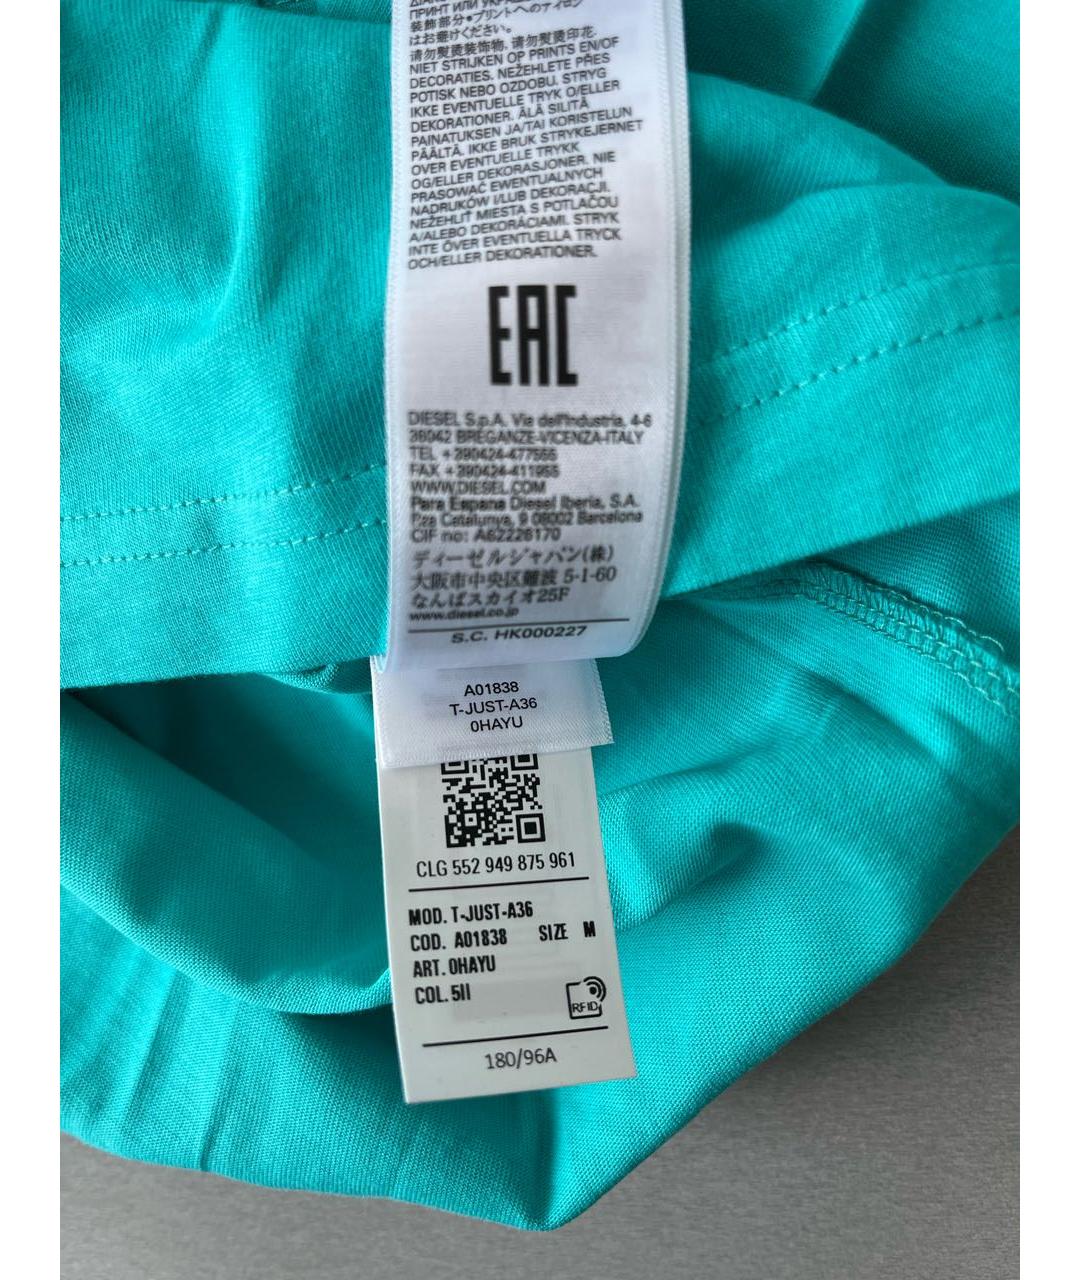 ПРИНТ ИЛИ УКРАШЕ
装飾部分•プリントへのアイロン
はお避けください。
请勿熨烫装饰物, 请勿熨烫印花.
NIET STRIJKEN OP PRINTS EN/OF
DECORATIES. NEŽEHLETE PŘES
POTISK NEBO OZDOBU. STRYG
IKKE EVENTUELLE TRYK O/ELLER
DEKORATIONER. ÄLÄ SILITÄ
PAINATUKSEN JA/TAI KORISTELUN
PÄÄLTÄ. IKKE BRUK STRYKEJERNET
OVER EVENTUELLE TRYKK
OG/ELLER DEKORASJONER. NIE
PRASOWAĆ EWENTUALNYCH
NADRUKÓW I/LUB DEKORACJI.
NEŽEHLIŤ MIESTA S POTLAČOU
A/ALEBO DEKORÁCIAMI. STRYK
INTE ÖVER EVENTUELLA TRYCK
OCH/ELLER DEKORATIONER.
EAC
DIESEL S.p.A. Via dell'Industria, 4-6
36042 BREGANZE-VICENZA-ITALY
TEL +390424-477555
FAX +390424-411955
WWW.DIESEL.COM
Para Espana Diesel Iberia, S.A.
Pza Catalunya, 9 08002 Barcelona
CIF no: A62226170
ディーゼルジャパン(株)
大阪市中央区難波 5-1-60
なんばスカイオ25F
www.diesel.co.jp
S.C. HK000227
A01838
T-JUST-A36
0HAYU
CLG 552 949 875 961
MOD. T-JUST-A36
COD. A01838 SIZE M
ART. 0HAYU
COL. 5II
RFID
180/96A